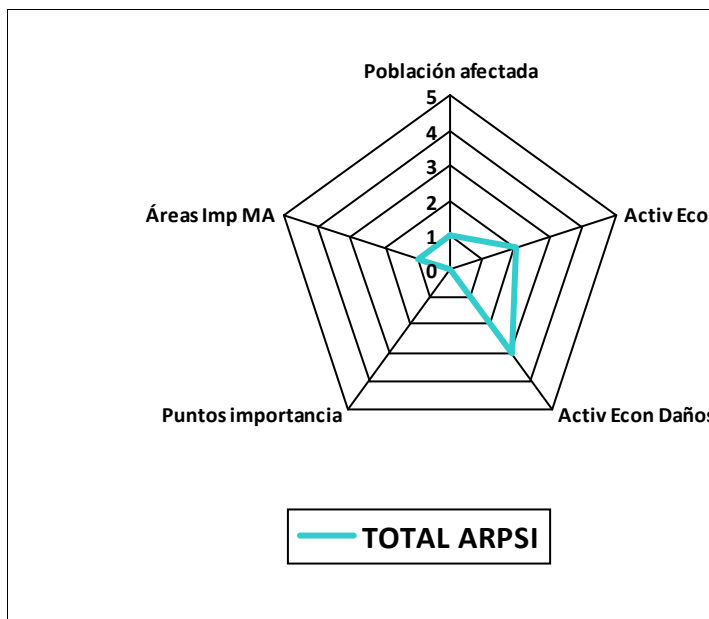 Población afectada
5
4
3
2
1
0
Áreas Imp MA
Activ Eco
Puntos importancia
Activ Econ Daños
TOTAL ARPSI